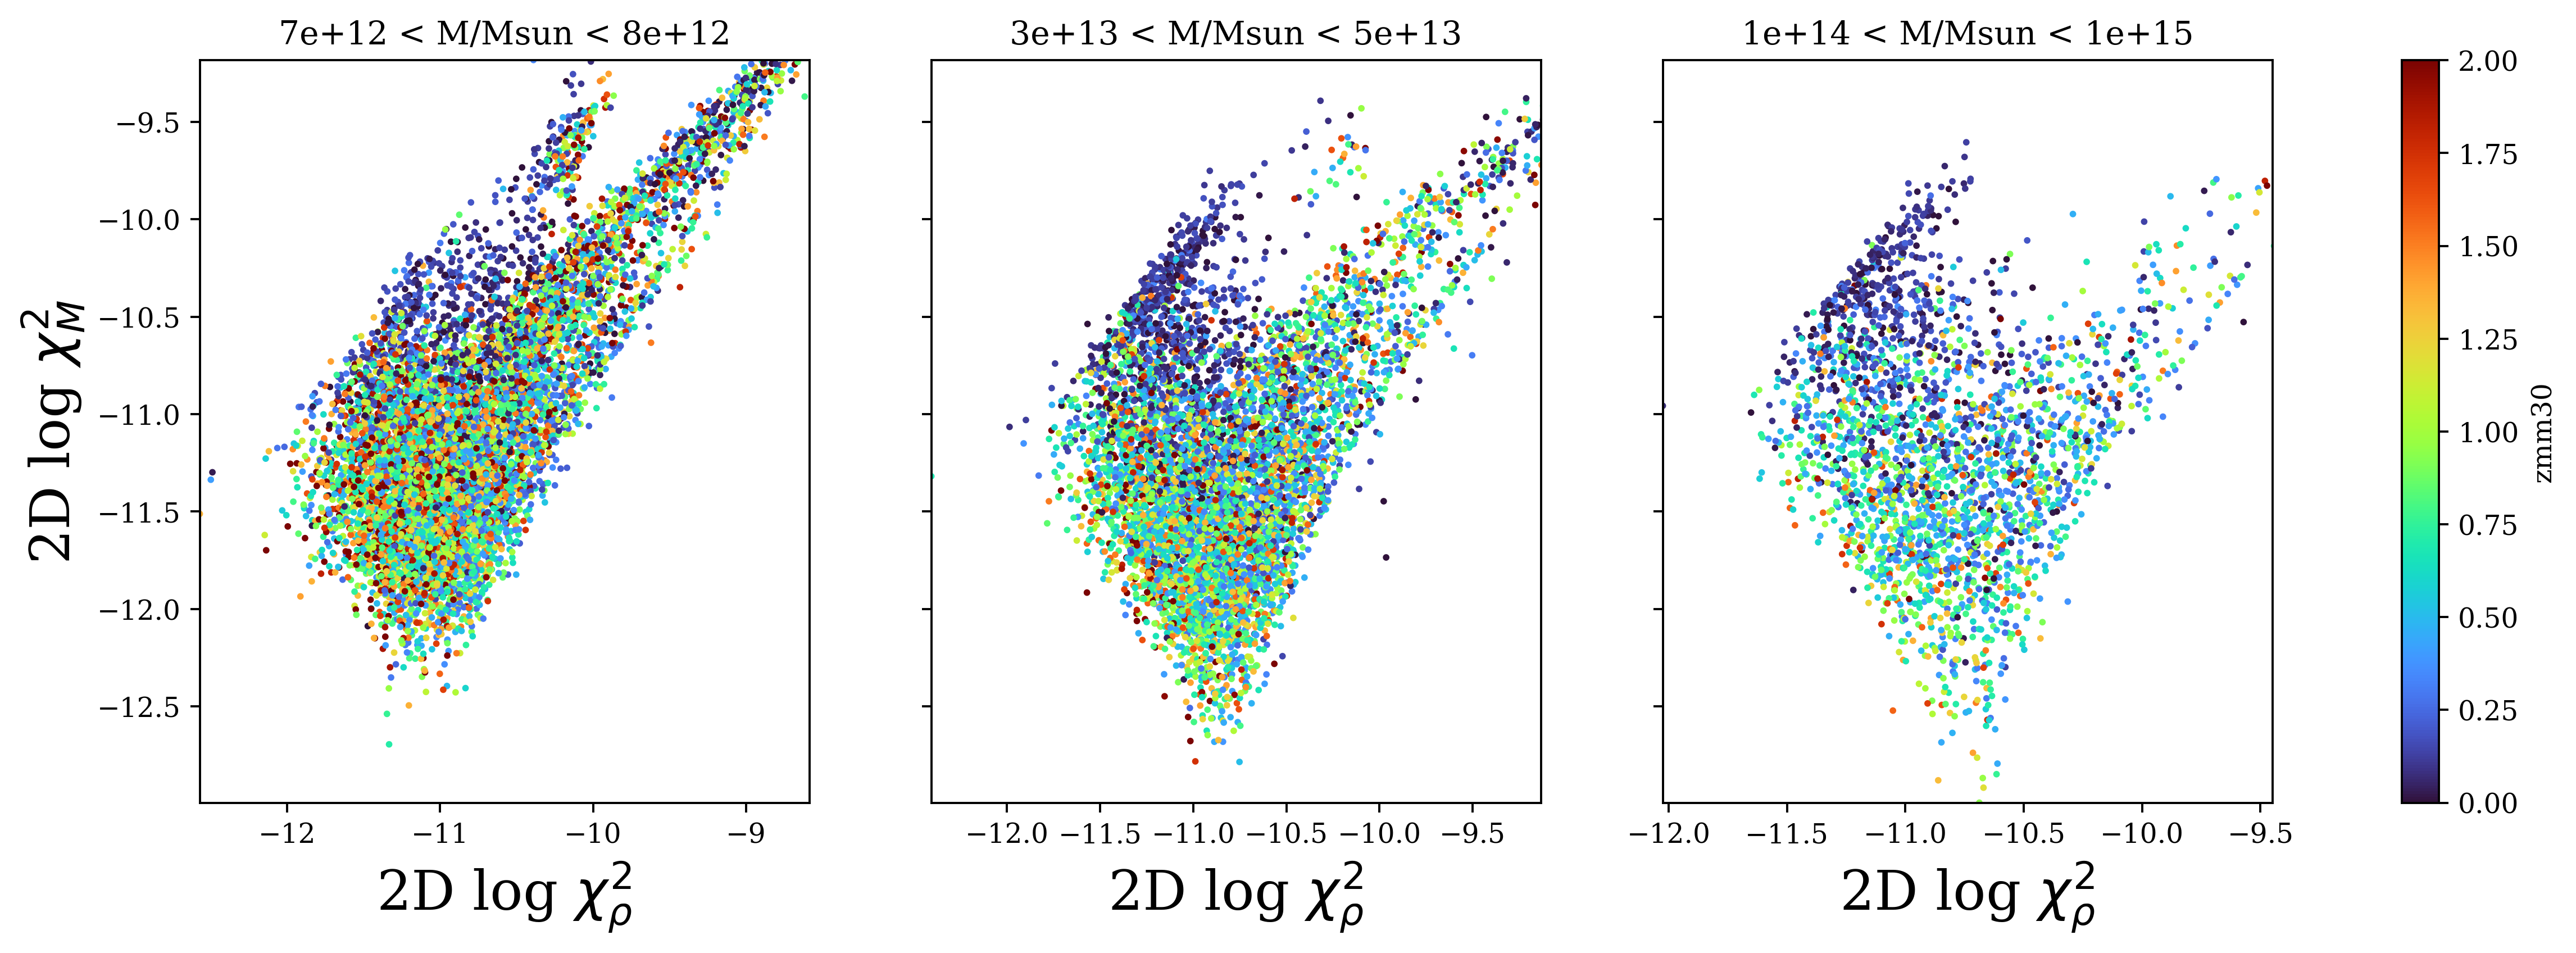 7e+12 < M/Msun < 8e+12
3e+13 < M/Msun < 5e+13
1e+14 < M/Msun < 1e+15
2D log χ²_M
−9.5
−10.0
−10.5
−11.0
−11.5
−12.0
−12.5
−12 −11 −10 −9
−12.0 −11.5 −11.0 −10.5 −10.0 −9.5
−12.0 −11.5 −11.0 −10.5 −10.0 −9.5
2D log χ²_ρ
2D log χ²_ρ
2D log χ²_ρ
2.00
1.75
1.50
1.25
1.00
0.75
0.50
0.25
0.00
zmm30